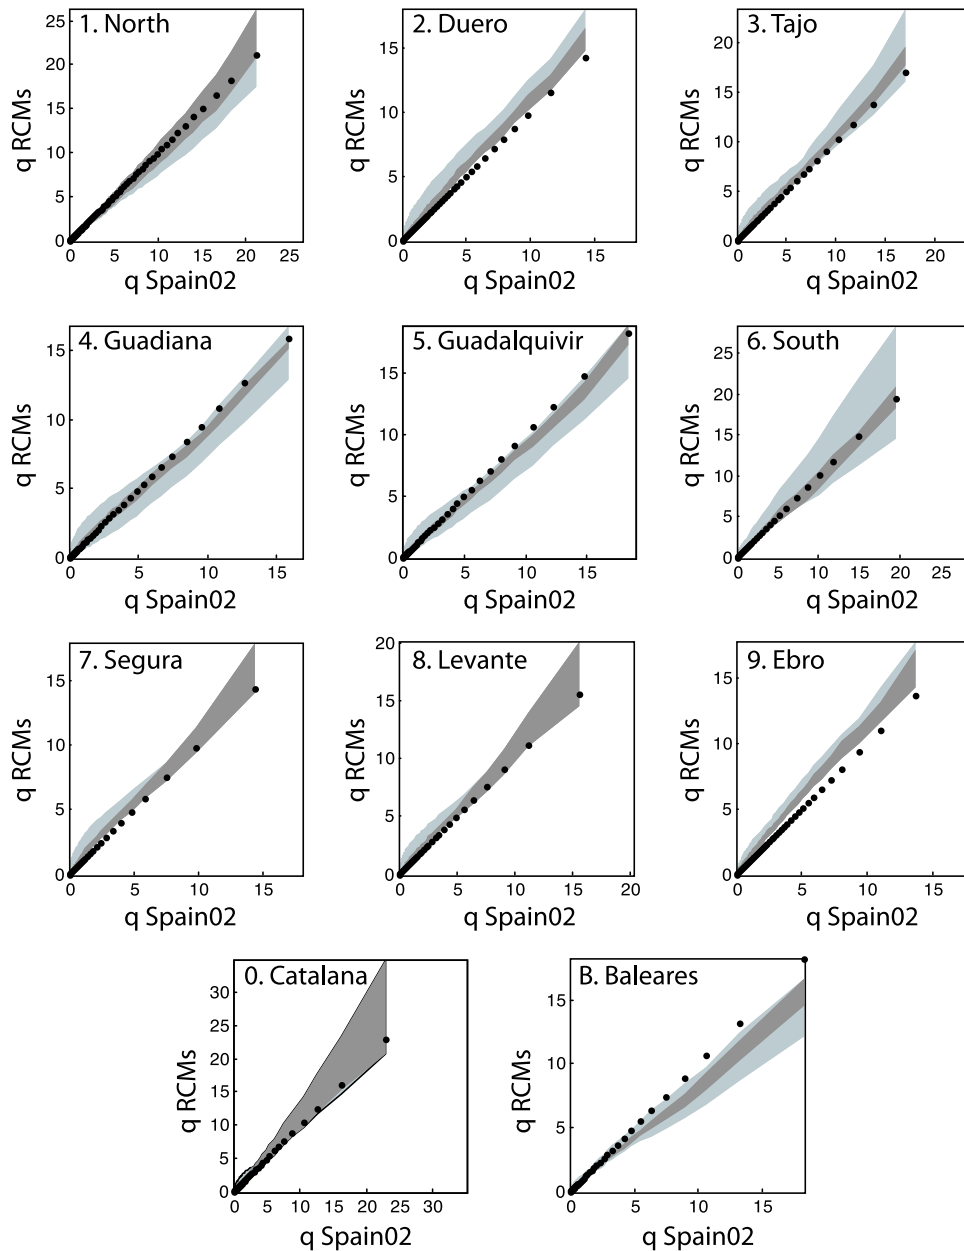 1. North
25
20
15
10
5
0
q RCMs
0 5 10 15 20 25
q Spain02
2. Duero
15
10
5
0
q RCMs
0 5 10 15
q Spain02
3. Tajo
20
15
10
5
0
q RCMs
0 5 10 15 20
q Spain02
4. Guadiana
15
10
5
0
q RCMs
0 5 10 15
q Spain02
5. Guadalquivir
15
10
5
0
q RCMs
0 5 10 15
q Spain02
6. South
25
20
15
10
5
0
q RCMs
0 5 10 15 20 25
q Spain02
7. Segura
15
10
5
0
q RCMs
0 5 10 15
q Spain02
8. Levante
20
15
10
5
0
q RCMs
0 5 10 15 20
q Spain02
9. Ebro
15
10
5
0
q RCMs
0 5 10 15
q Spain02
0. Catalana
30
25
20
15
10
5
0
q RCMs
0 5 10 15 20 25 30
q Spain02
B. Baleares
15
10
5
0
q RCMs
0 5 10 15
q Spain02